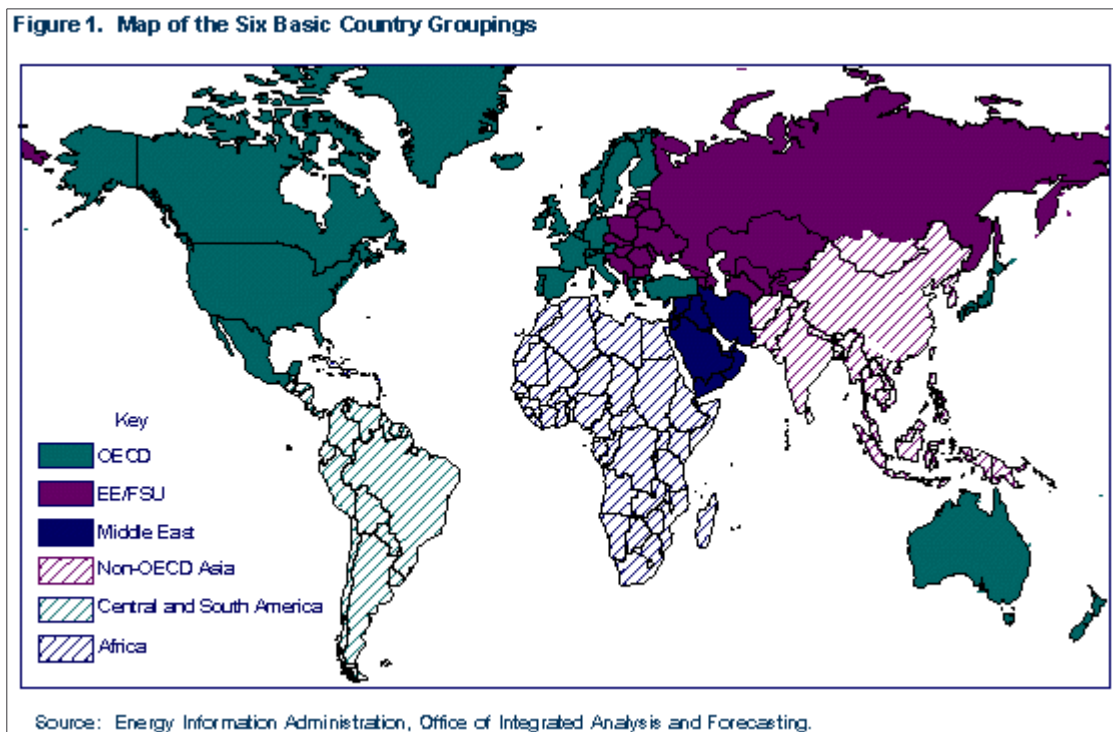 Figure 1. Map of the Six Basic Country Groupings
Key
OECD
EE/FSU
Middle East
Non-OECD Asia
Central and South America
Africa
Source: Energy Information Administration, Office of Integrated Analysis and Forecasting.